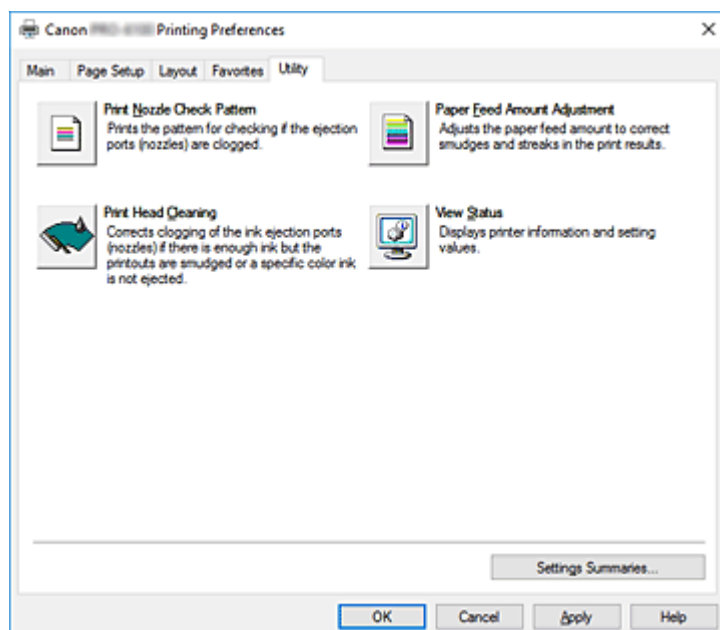 Canon Printing Preferences
Main Page Setup Layout Favorites Utility
Print Nozzle Check Pattern
Prints the pattern for checking if the ejection
ports (nozzles) are clogged.
Paper Feed Amount Adjustment
Adjusts the paper feed amount to correct
smudges and streaks in the print results.
Print Head Cleaning
Corrects clogging of the ink ejection ports
(nozzles) if there is enough ink but the
printouts are smudged or a specific color ink
is not ejected.
View Status
Displays printer information and setting
values.
Settings Summaries...
OK Cancel Apply Help